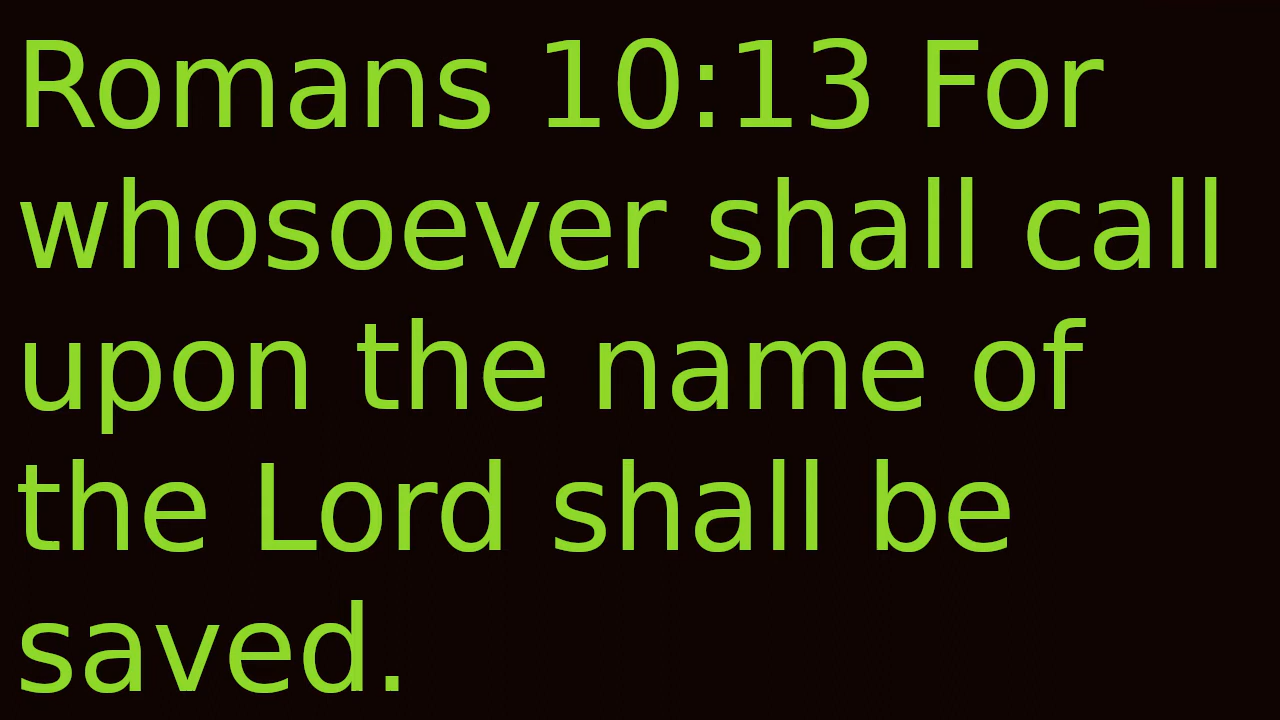 Romans 10:13 For
whosoever shall call
upon the name of
the Lord shall be
saved.